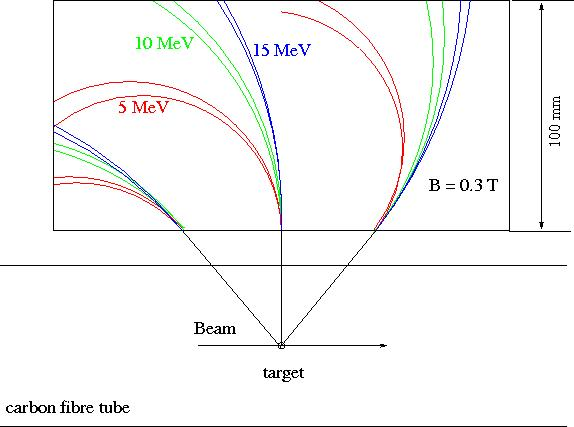 10 MeV
15 MeV
5 MeV
100 mm
B = 0.3 T
Beam
target
carbon fibre tube